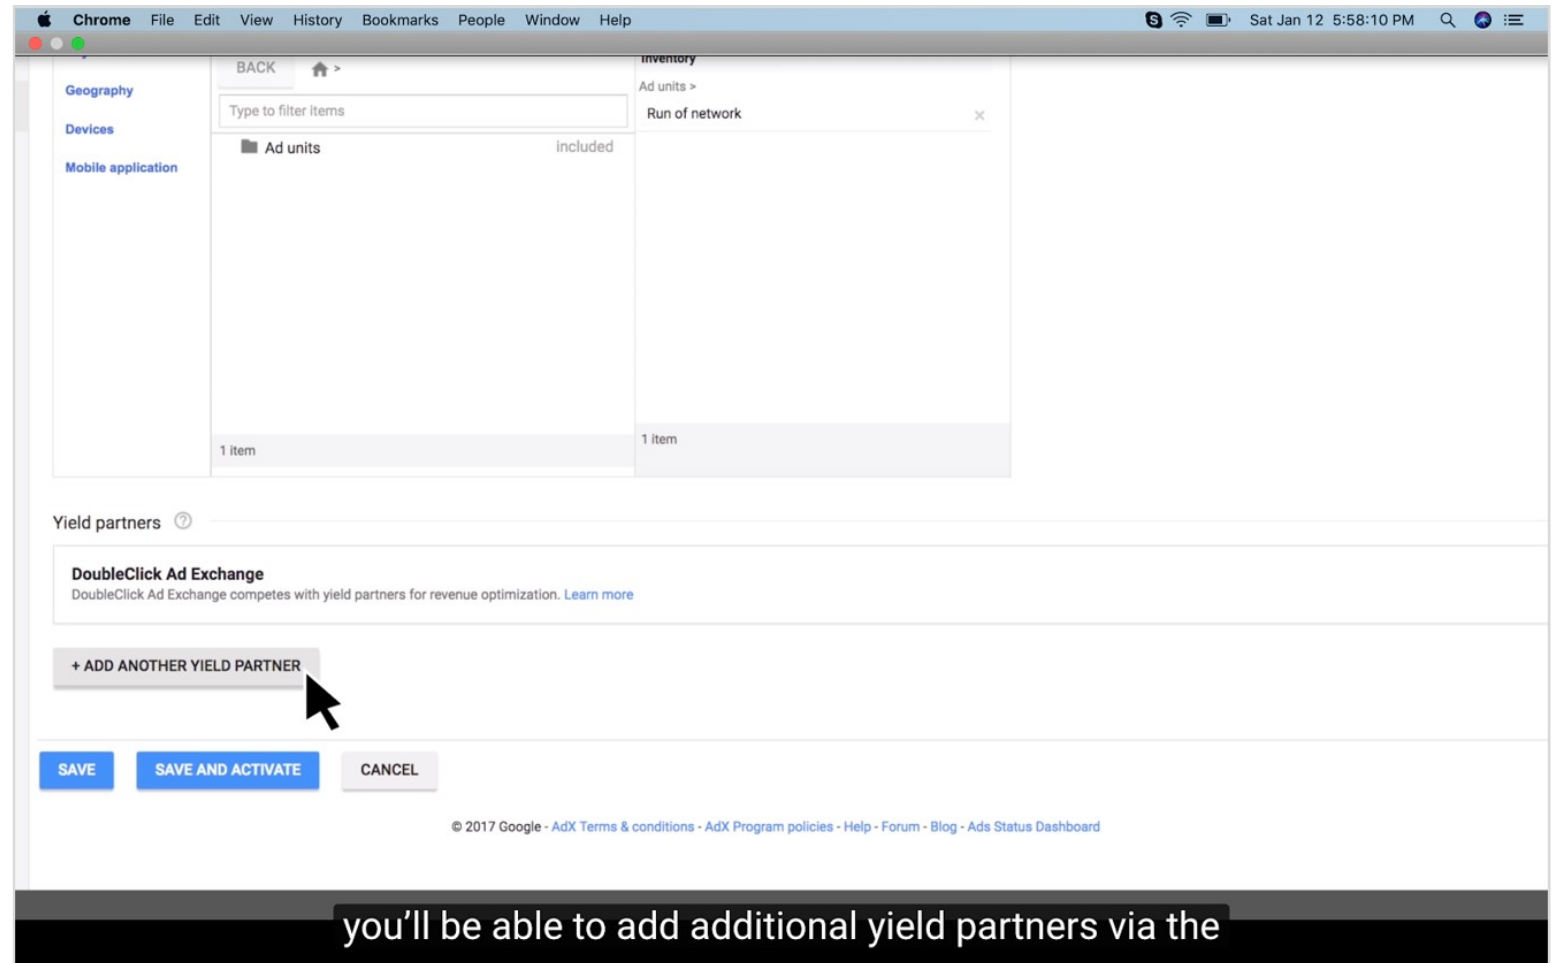 Chrome File Edit View History Bookmarks People Window Help Sat Jan 12 5:58:10 PM
BACK >
Inventory
Geography
Ad units >
Type to filter items
Run of network ×
Devices
Ad units included
Mobile application
1 item
1 item
Yield partners ?
DoubleClick Ad Exchange
DoubleClick Ad Exchange competes with yield partners for revenue optimization. Learn more
+ ADD ANOTHER YIELD PARTNER
SAVE SAVE AND ACTIVATE CANCEL
© 2017 Google - AdX Terms & conditions - AdX Program policies - Help - Forum - Blog - Ads Status Dashboard
you’ll be able to add additional yield partners via the